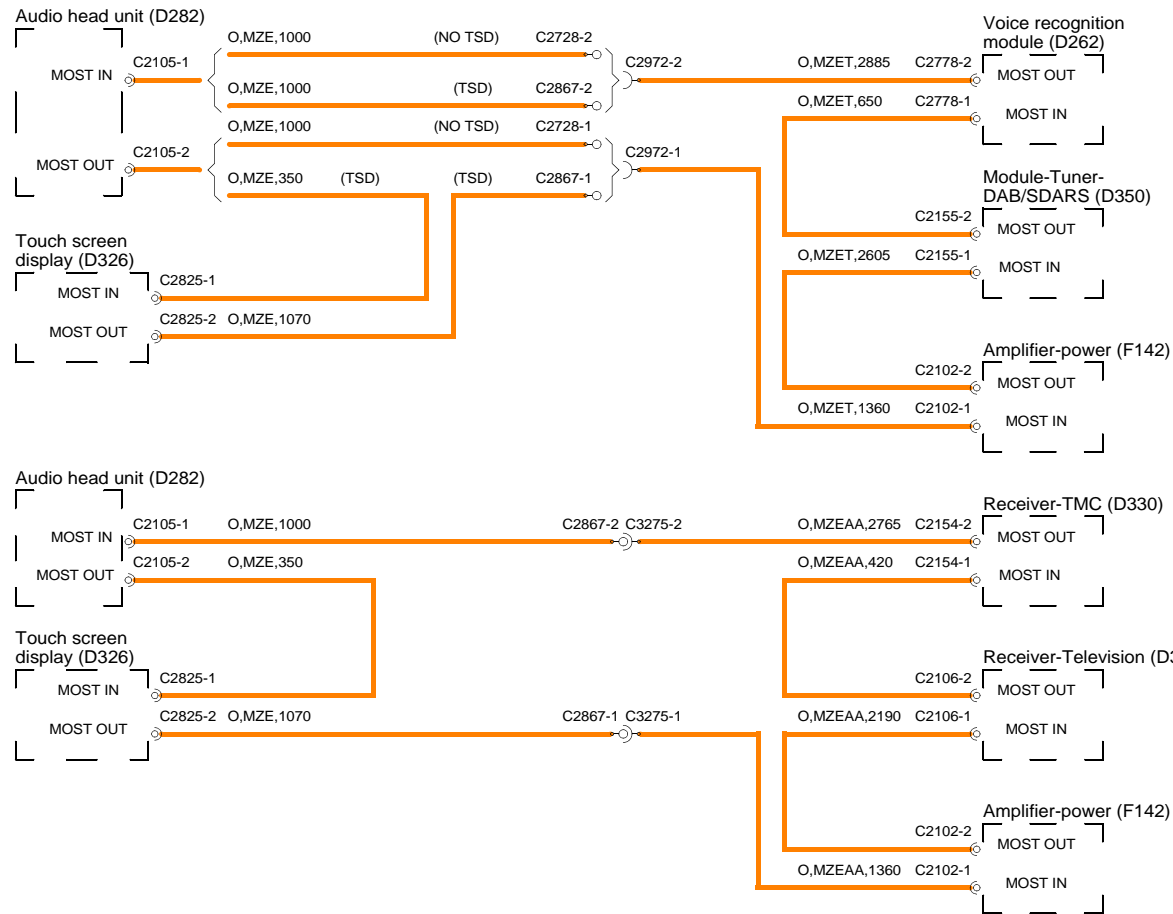 Audio head unit (D282)
MOST IN
C2105-1
O,MZE,1000 (NO TSD) C2728-2
O,MZE,1000 (TSD) C2867-2
C2972-2
O,MZET,2885 C2778-2
Voice recognition
module (D262)
MOST OUT
O,MZET,650 C2778-1
MOST IN
MOST OUT
C2105-2
O,MZE,1000 (NO TSD) C2728-1
O,MZE,350 (TSD) (TSD) C2867-1
C2972-1
Module-Tuner-
DAB/SDARS (D350)
C2155-2
MOST OUT
O,MZET,2605 C2155-1
MOST IN
Touch screen
display (D326)
MOST IN
C2825-1
MOST OUT
C2825-2 O,MZE,1070
Amplifier-power (F142)
C2102-2
MOST OUT
O,MZET,1360 C2102-1
MOST IN
Audio head unit (D282)
MOST IN
C2105-1 O,MZE,1000 C2867-2 C3275-2 O,MZEAA,2765 C2154-2
Receiver-TMC (D330)
MOST OUT
MOST OUT
C2105-2 O,MZE,350
O,MZEAA,420 C2154-1
MOST IN
Touch screen
display (D326)
MOST IN
C2825-1
Receiver-Television (D
C2106-2
MOST OUT
MOST OUT
C2825-2 O,MZE,1070 C2867-1 C3275-1 O,MZEAA,2190 C2106-1
MOST IN
Amplifier-power (F142)
C2102-2
MOST OUT
O,MZEAA,1360 C2102-1
MOST IN